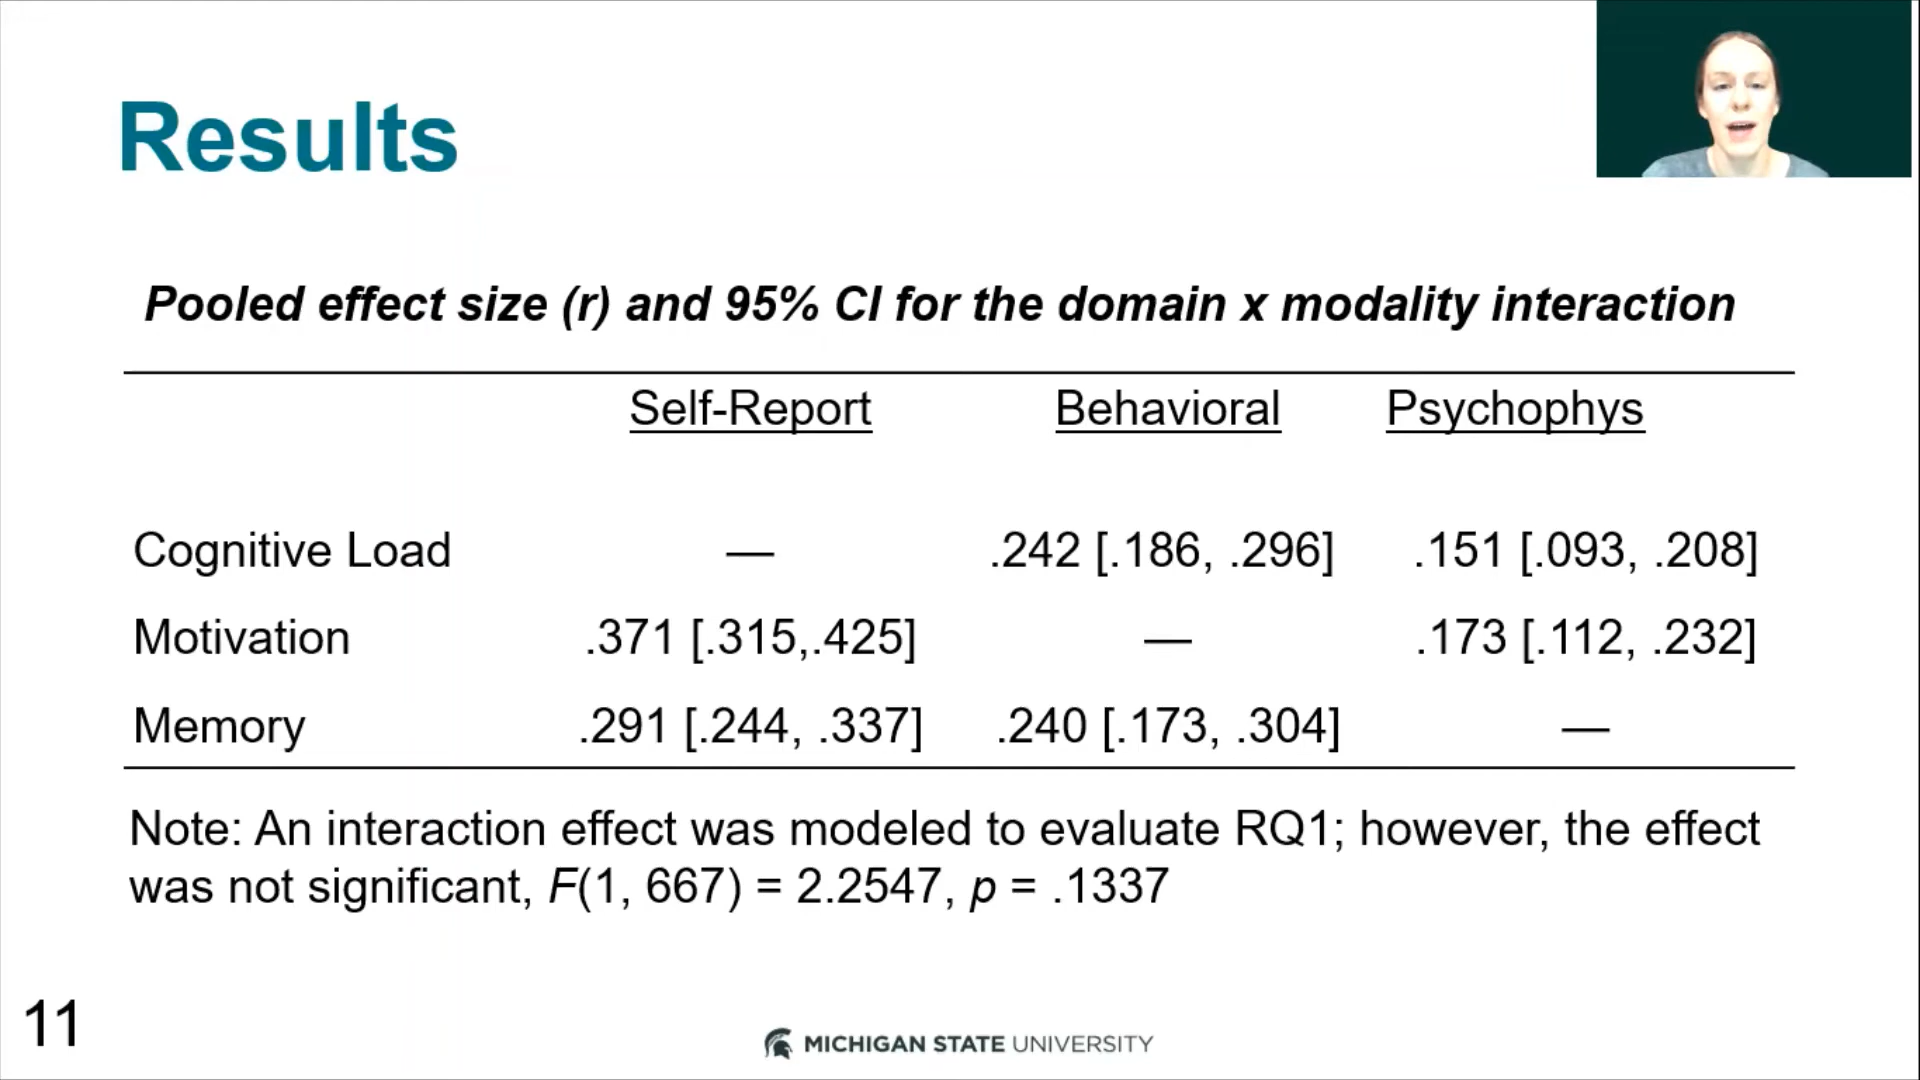 Results
Pooled effect size (r) and 95% CI for the domain x modality interaction
Self-Report Behavioral Psychophys
Cognitive Load — .242 [.186, .296] .151 [.093, .208]
Motivation .371 [.315,.425] — .173 [.112, .232]
Memory .291 [.244, .337] .240 [.173, .304] —
Note: An interaction effect was modeled to evaluate RQ1; however, the effect
was not significant, F(1, 667) = 2.2547, p = .1337
11
MICHIGAN STATE UNIVERSITY